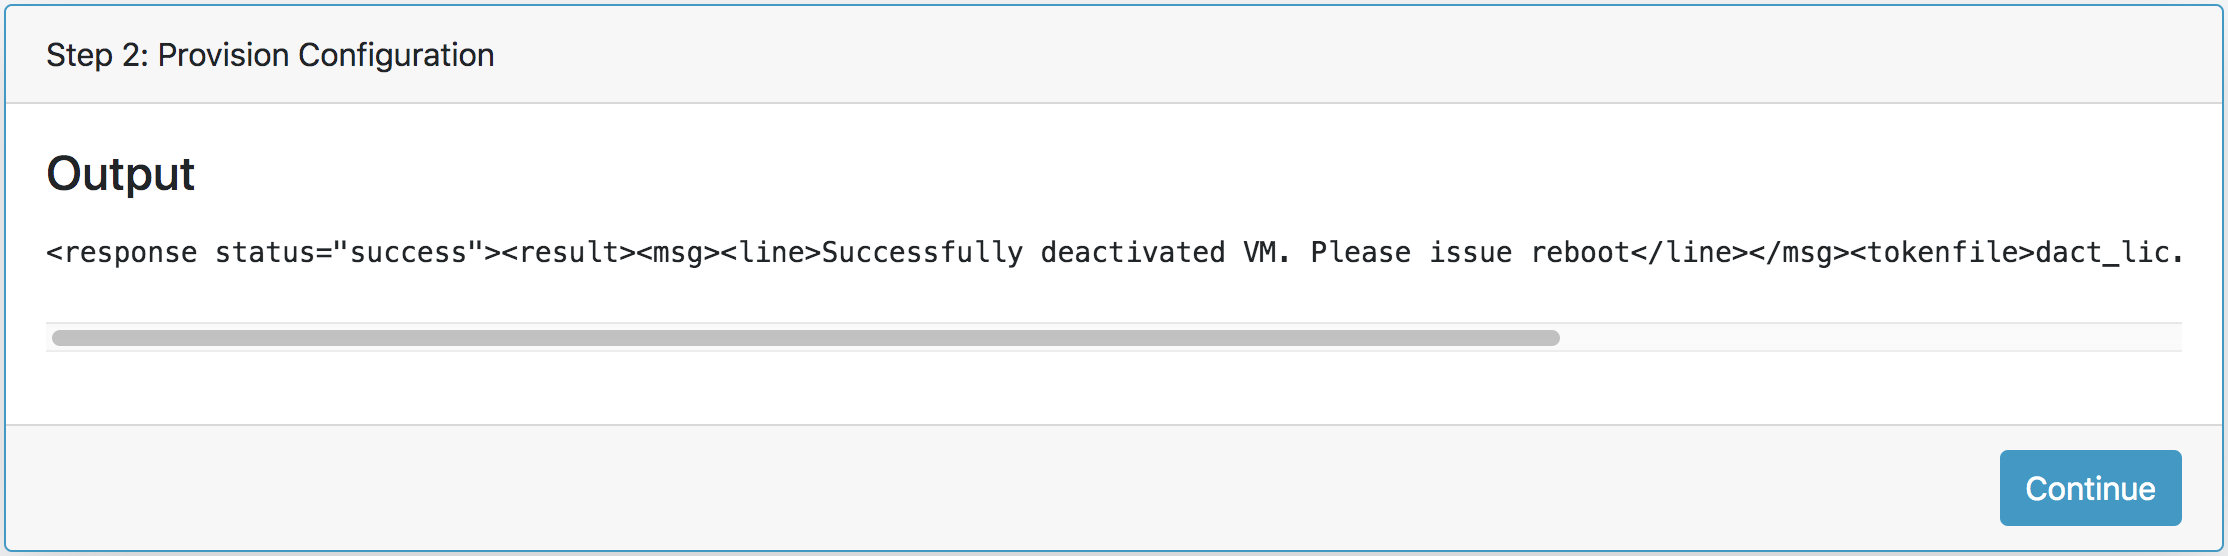 Step 2: Provision Configuration
Output
<response status="success"><result><msg><line>Successfully deactivated VM. Please issue reboot</line></msg><tokenfile>dact_lic.
Continue